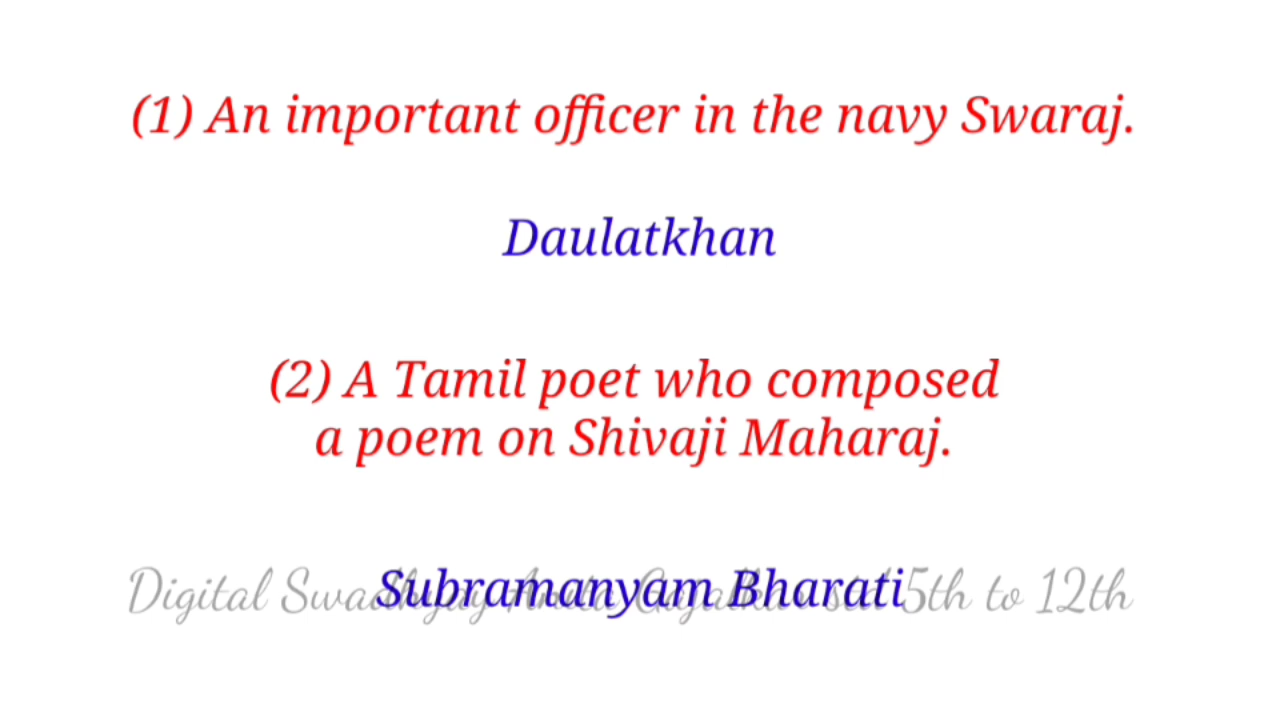 (1) An important officer in the navy Swaraj.
Daulatkhan
(2) A Tamil poet who composed
a poem on Shivaji Maharaj.
Subramanyam Bharati
Digital Swadhyay 5th to 12th